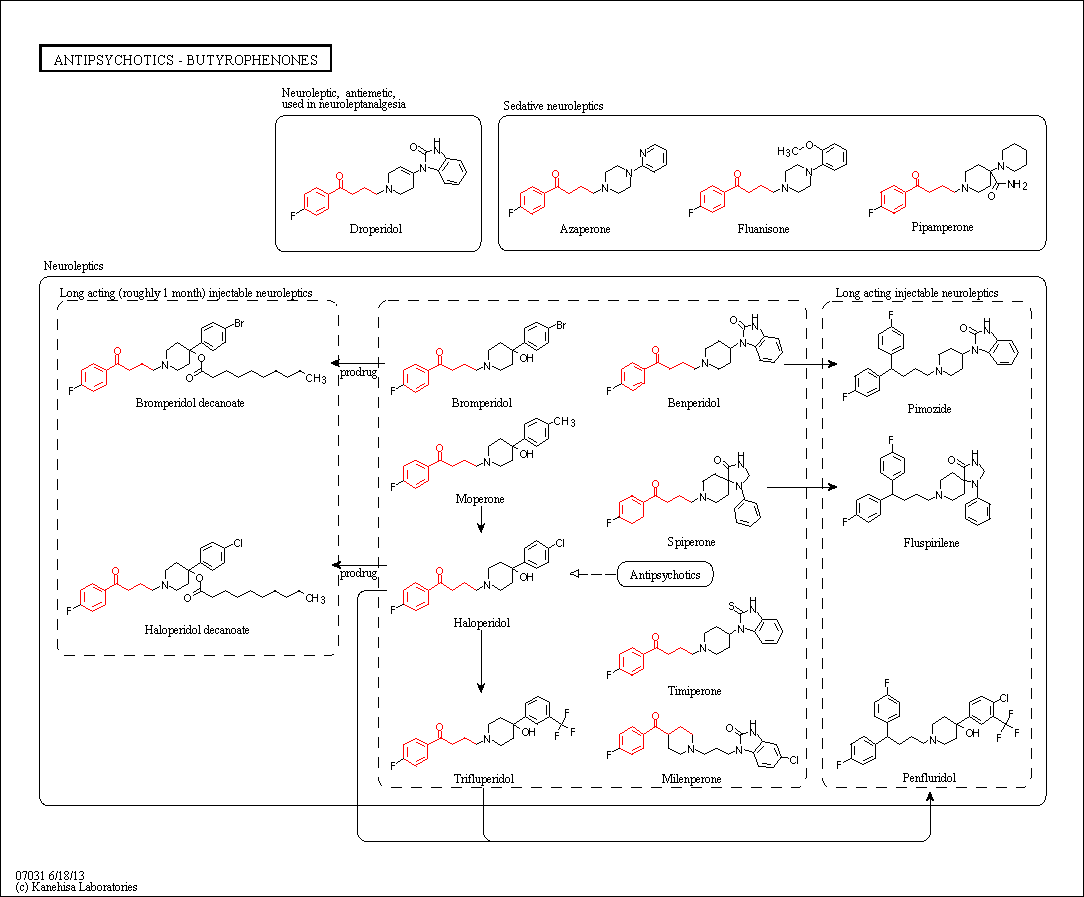 ANTIPSYCHOTICS - BUTYROPHENONES
Neuroleptic, antiemetic,
used in neuroleptanalgesia
Sedative neuroleptics
O
H
N
N
N
F
Droperidol
O
N
N
N
F
Azaperone
O
N
N
H3C
O
F
Fluanisone
O
N
N
NH2
O
F
Pipamperone
Neuroleptics
Long acting (roughly 1 month) injectable neuroleptics
Br
O
N
O
O
CH3
F
Bromperidol decanoate
prodrug
Br
O
N
OH
F
Bromperidol
O
H
N
N
O
N
F
Benperidol
Long acting injectable neuroleptics
F
O
H
N
N
N
F
Pimozide
CH3
O
N
OH
F
Moperone
O
H
N
N
O
N
F
Spiperone
F
O
H
N
N
N
F
Fluspirilene
Cl
O
N
O
O
CH3
F
Haloperidol decanoate
prodrug
Cl
O
N
OH
F
Haloperidol
Antipsychotics
S
H
N
N
O
N
F
Timiperone
O
N
OH
F
F
F
F
Trifluperidol
O
N
O
H
N
N
Cl
F
Milenperone
F
Cl
N
OH
F
F
F
F
Penfluridol
07031 6/18/13
(c) Kanehisa Laboratories